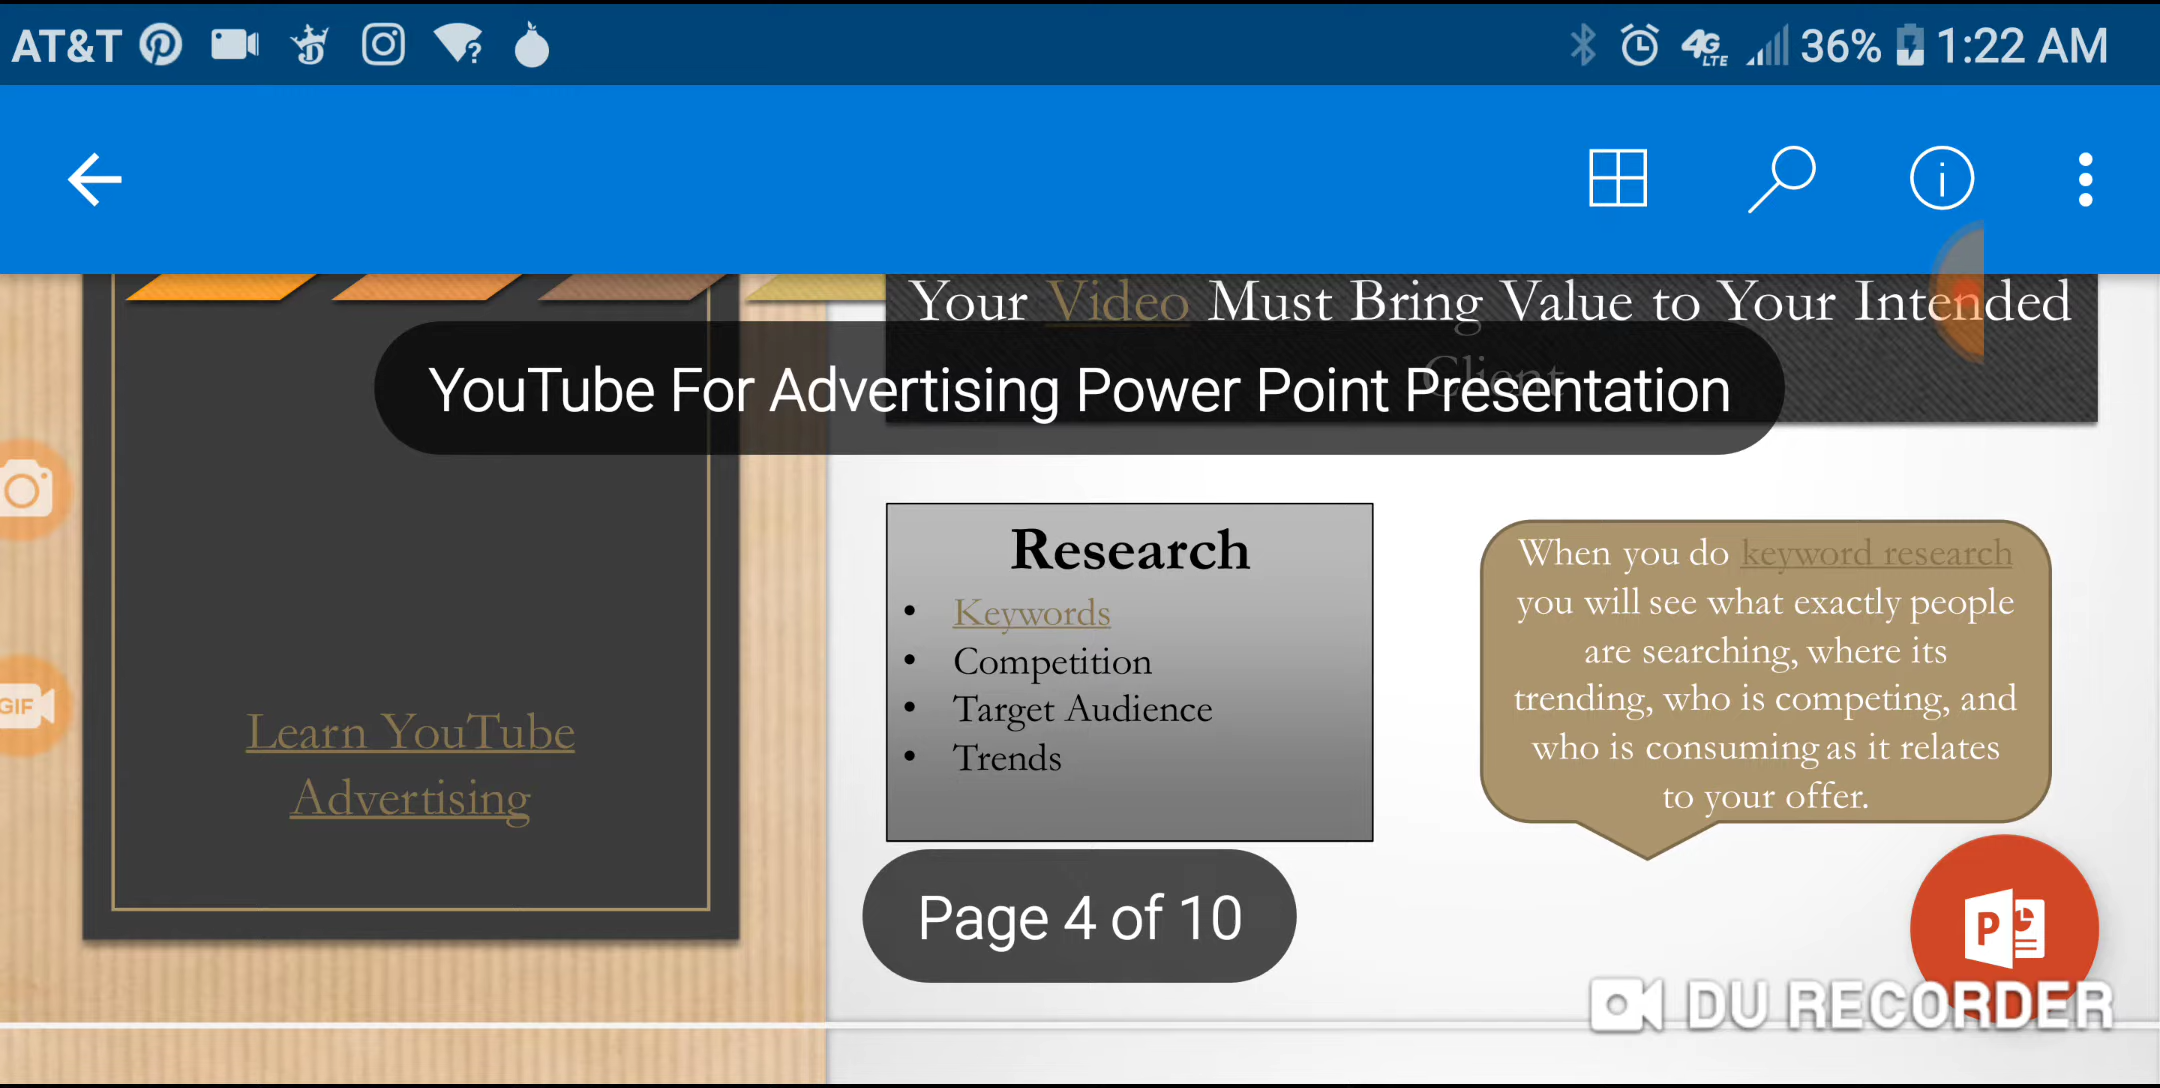 AT&T
36% 1:22 AM
4G LTE
Your Video Must Bring Value to Your Intended
Client
YouTube For Advertising Power Point Presentation
Learn YouTube
Advertising
Research
• Keywords
• Competition
• Target Audience
• Trends
When you do keyword research
you will see what exactly people
are searching, where its
trending, who is competing, and
who is consuming as it relates
to your offer.
GIF
Page 4 of 10
P
DU RECORDER